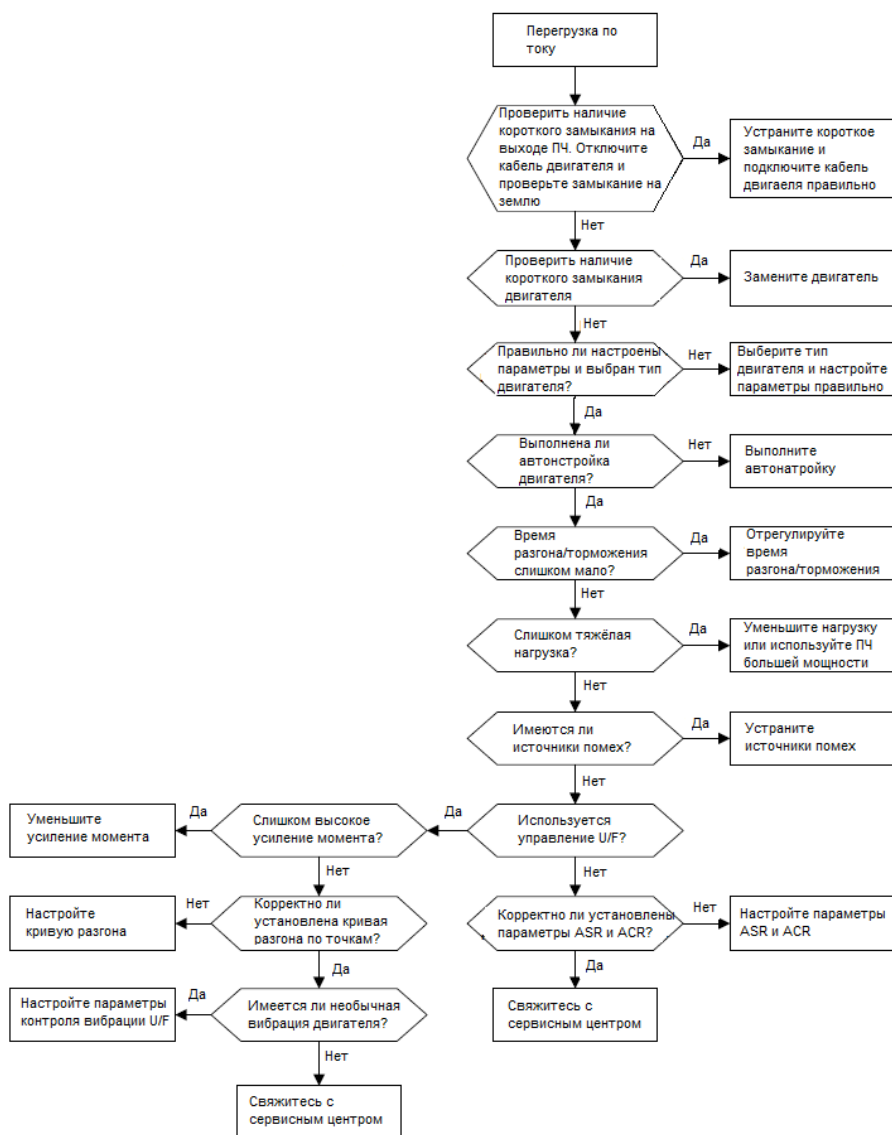 Перегрузка по
току
Проверить наличие
короткого замыкания на
выходе ПЧ. Отключите
кабель двигателя и
проверьте замыкание на
землю
Да
Устраните короткое
замыкание и
подключите кабель
двигаеля правильно
Нет
Проверить наличие
короткого замыкания
двигателя
Да
Замените двигатель
Нет
Правильно ли настроены
параметры и выбран тип
двигателя?
Нет
Выберите тип
двигателя и настройте
параметры правильно
Да
Выполнена ли
автонстройка
двигателя?
Нет
Выполните
автонатройку
Да
Время
разгона/торможения
слишком мало?
Да
Отрегулируйте
время
разгона/торможения
Нет
Слишком тяжёлая
нагрузка?
Да
Уменьшите нагрузку
или используйте ПЧ
большей мощности
Нет
Имеются ли
источники помех?
Да
Устраните
источники помех
Нет
Уменьшите
усиление момента
Да
Слишком высокое
усиление момента?
Да
Используется
управление U/F?
Нет
Нет
Настройте
кривую разгона
Нет
Корректно ли
установлена кривая
разгона по точкам?
Корректно ли установлены
параметры ASR и ACR?
Нет
Настройте параметры
ASR и ACR
Да
Да
Настройте параметры
контроля вибрации U/F
Да
Имеется ли необычная
вибрация двигателя?
Свяжитесь с
сервисным центром
Нет
Свяжитесь с
сервисным центром